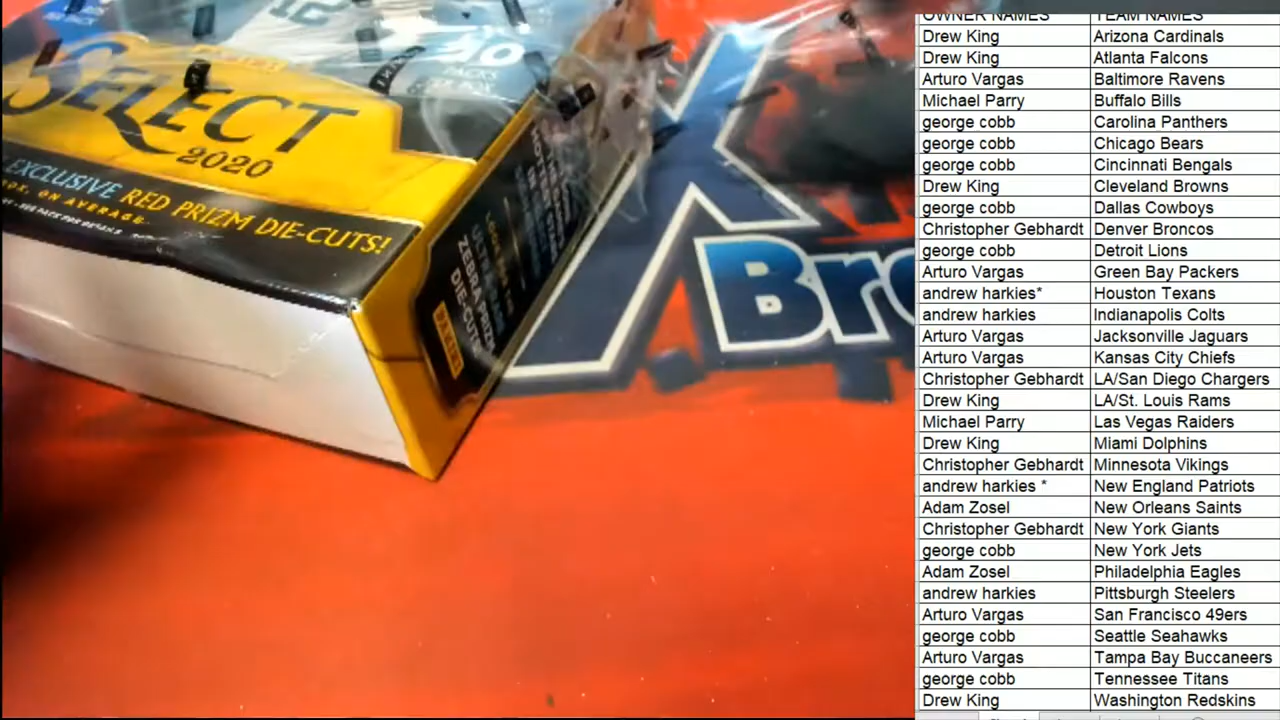 SELECT
2020
EXCLUSIVE RED PRIZM DIE-CUTS!
BOX, ON AVERAGE
ZEBRA PRIZM
DIE-CUTS
PANINI
Bro
OWNER NAMES TEAM NAMES
Drew King Arizona Cardinals
Drew King Atlanta Falcons
Arturo Vargas Baltimore Ravens
Michael Parry Buffalo Bills
george cobb Carolina Panthers
george cobb Chicago Bears
george cobb Cincinnati Bengals
Drew King Cleveland Browns
george cobb Dallas Cowboys
Christopher Gebhardt Denver Broncos
george cobb Detroit Lions
Arturo Vargas Green Bay Packers
andrew harkies* Houston Texans
andrew harkies Indianapolis Colts
Arturo Vargas Jacksonville Jaguars
Arturo Vargas Kansas City Chiefs
Christopher Gebhardt LA/San Diego Chargers
Drew King LA/St. Louis Rams
Michael Parry Las Vegas Raiders
Drew King Miami Dolphins
Christopher Gebhardt Minnesota Vikings
andrew harkies * New England Patriots
Adam Zosel New Orleans Saints
Christopher Gebhardt New York Giants
george cobb New York Jets
Adam Zosel Philadelphia Eagles
andrew harkies Pittsburgh Steelers
Arturo Vargas San Francisco 49ers
george cobb Seattle Seahawks
Arturo Vargas Tampa Bay Buccaneers
george cobb Tennessee Titans
Drew King Washington Redskins